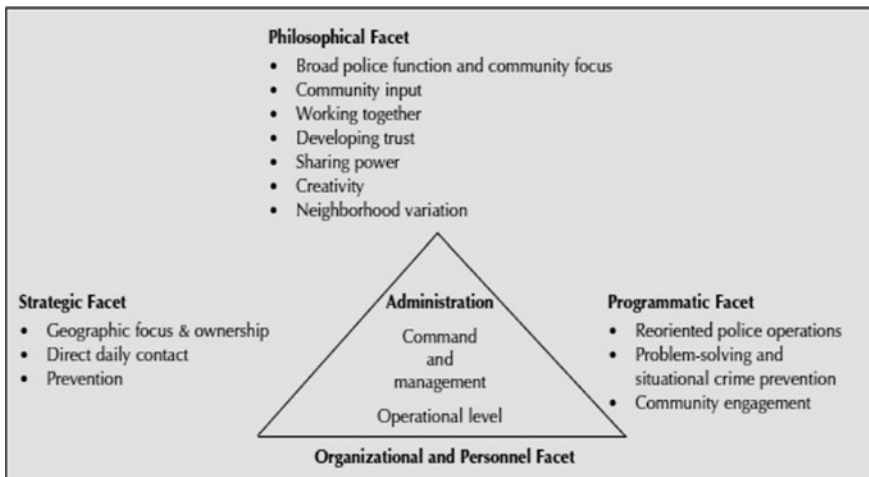 Philosophical Facet
• Broad police function and community focus
• Community input
• Working together
• Developing trust
• Sharing power
• Creativity
• Neighborhood variation
Strategic Facet
• Geographic focus & ownership
• Direct daily contact
• Prevention
Administration
Command
and
management
Operational level
Programmatic Facet
• Reoriented police operations
• Problem-solving and
situational crime prevention
• Community engagement
Organizational and Personnel Facet